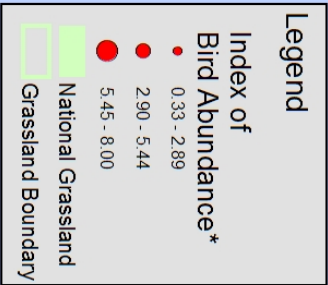 Legend
Index of
Bird Abundance*
0.33 - 2.89
2.90 - 5.44
5.45 - 8.00
National Grassland
Grassland Boundary